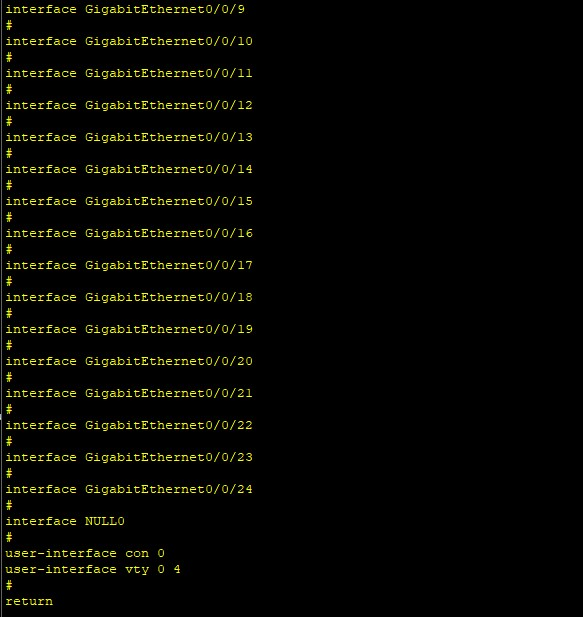 interface GigabitEthernet0/0/9
#
interface GigabitEthernet0/0/10
#
interface GigabitEthernet0/0/11
#
interface GigabitEthernet0/0/12
#
interface GigabitEthernet0/0/13
#
interface GigabitEthernet0/0/14
#
interface GigabitEthernet0/0/15
#
interface GigabitEthernet0/0/16
#
interface GigabitEthernet0/0/17
#
interface GigabitEthernet0/0/18
#
interface GigabitEthernet0/0/19
#
interface GigabitEthernet0/0/20
#
interface GigabitEthernet0/0/21
#
interface GigabitEthernet0/0/22
#
interface GigabitEthernet0/0/23
#
interface GigabitEthernet0/0/24
#
interface NULL0
#
user-interface con 0
user-interface vty 0 4
#
return